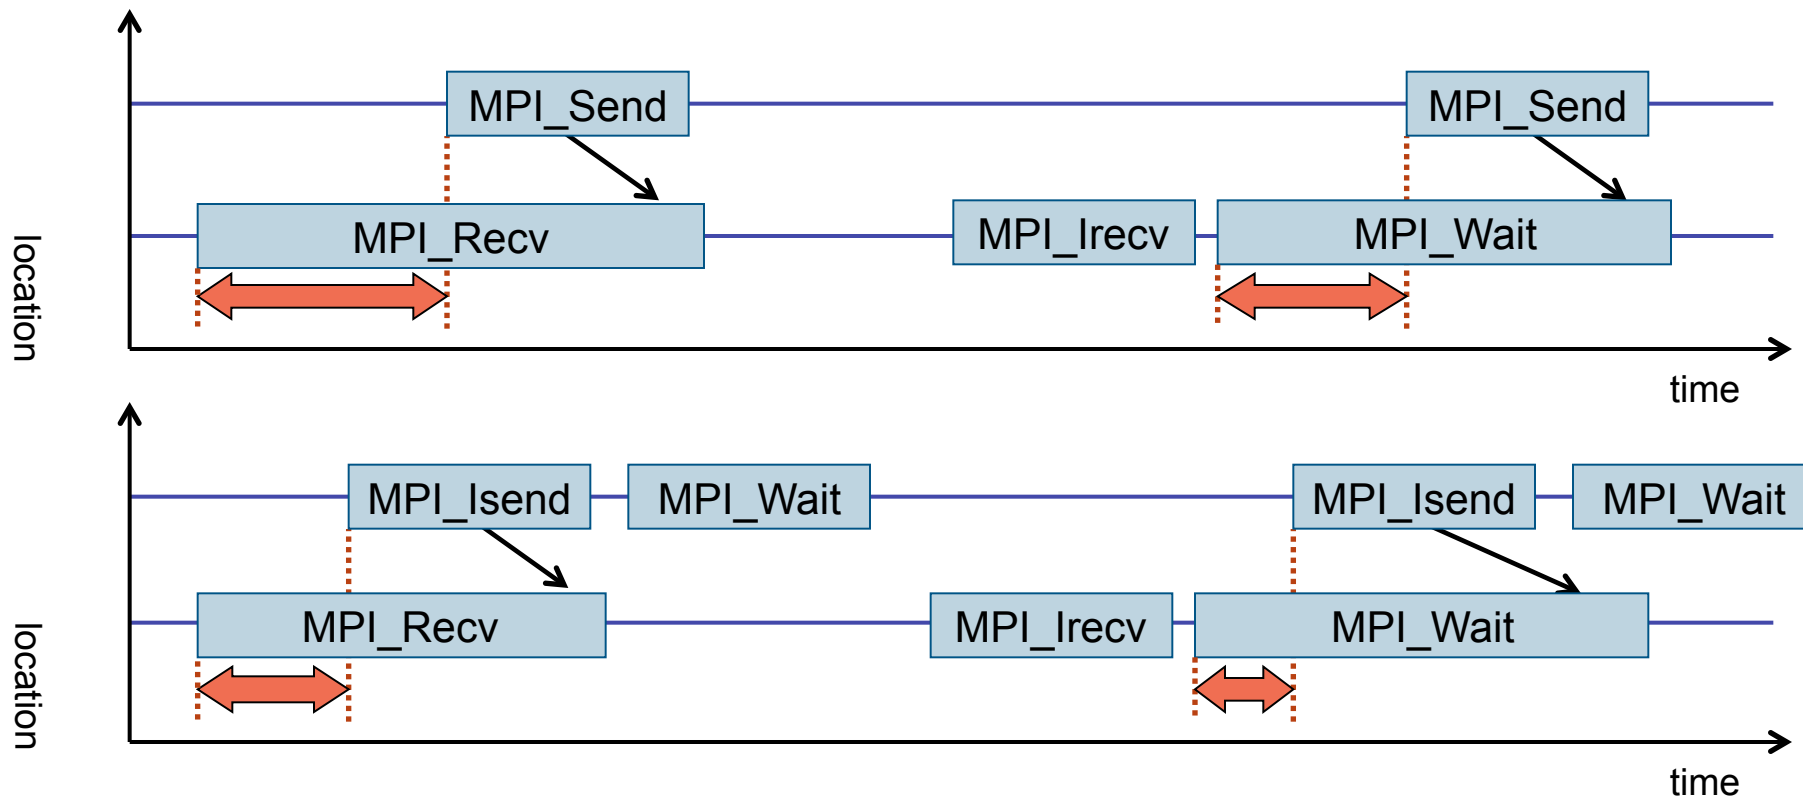 MPI_Send
MPI_Send
MPI_Recv
MPI_Irecv
MPI_Wait
location
time
MPI_Isend
MPI_Wait
MPI_Isend
MPI_Wait
MPI_Recv
MPI_Irecv
MPI_Wait
location
time